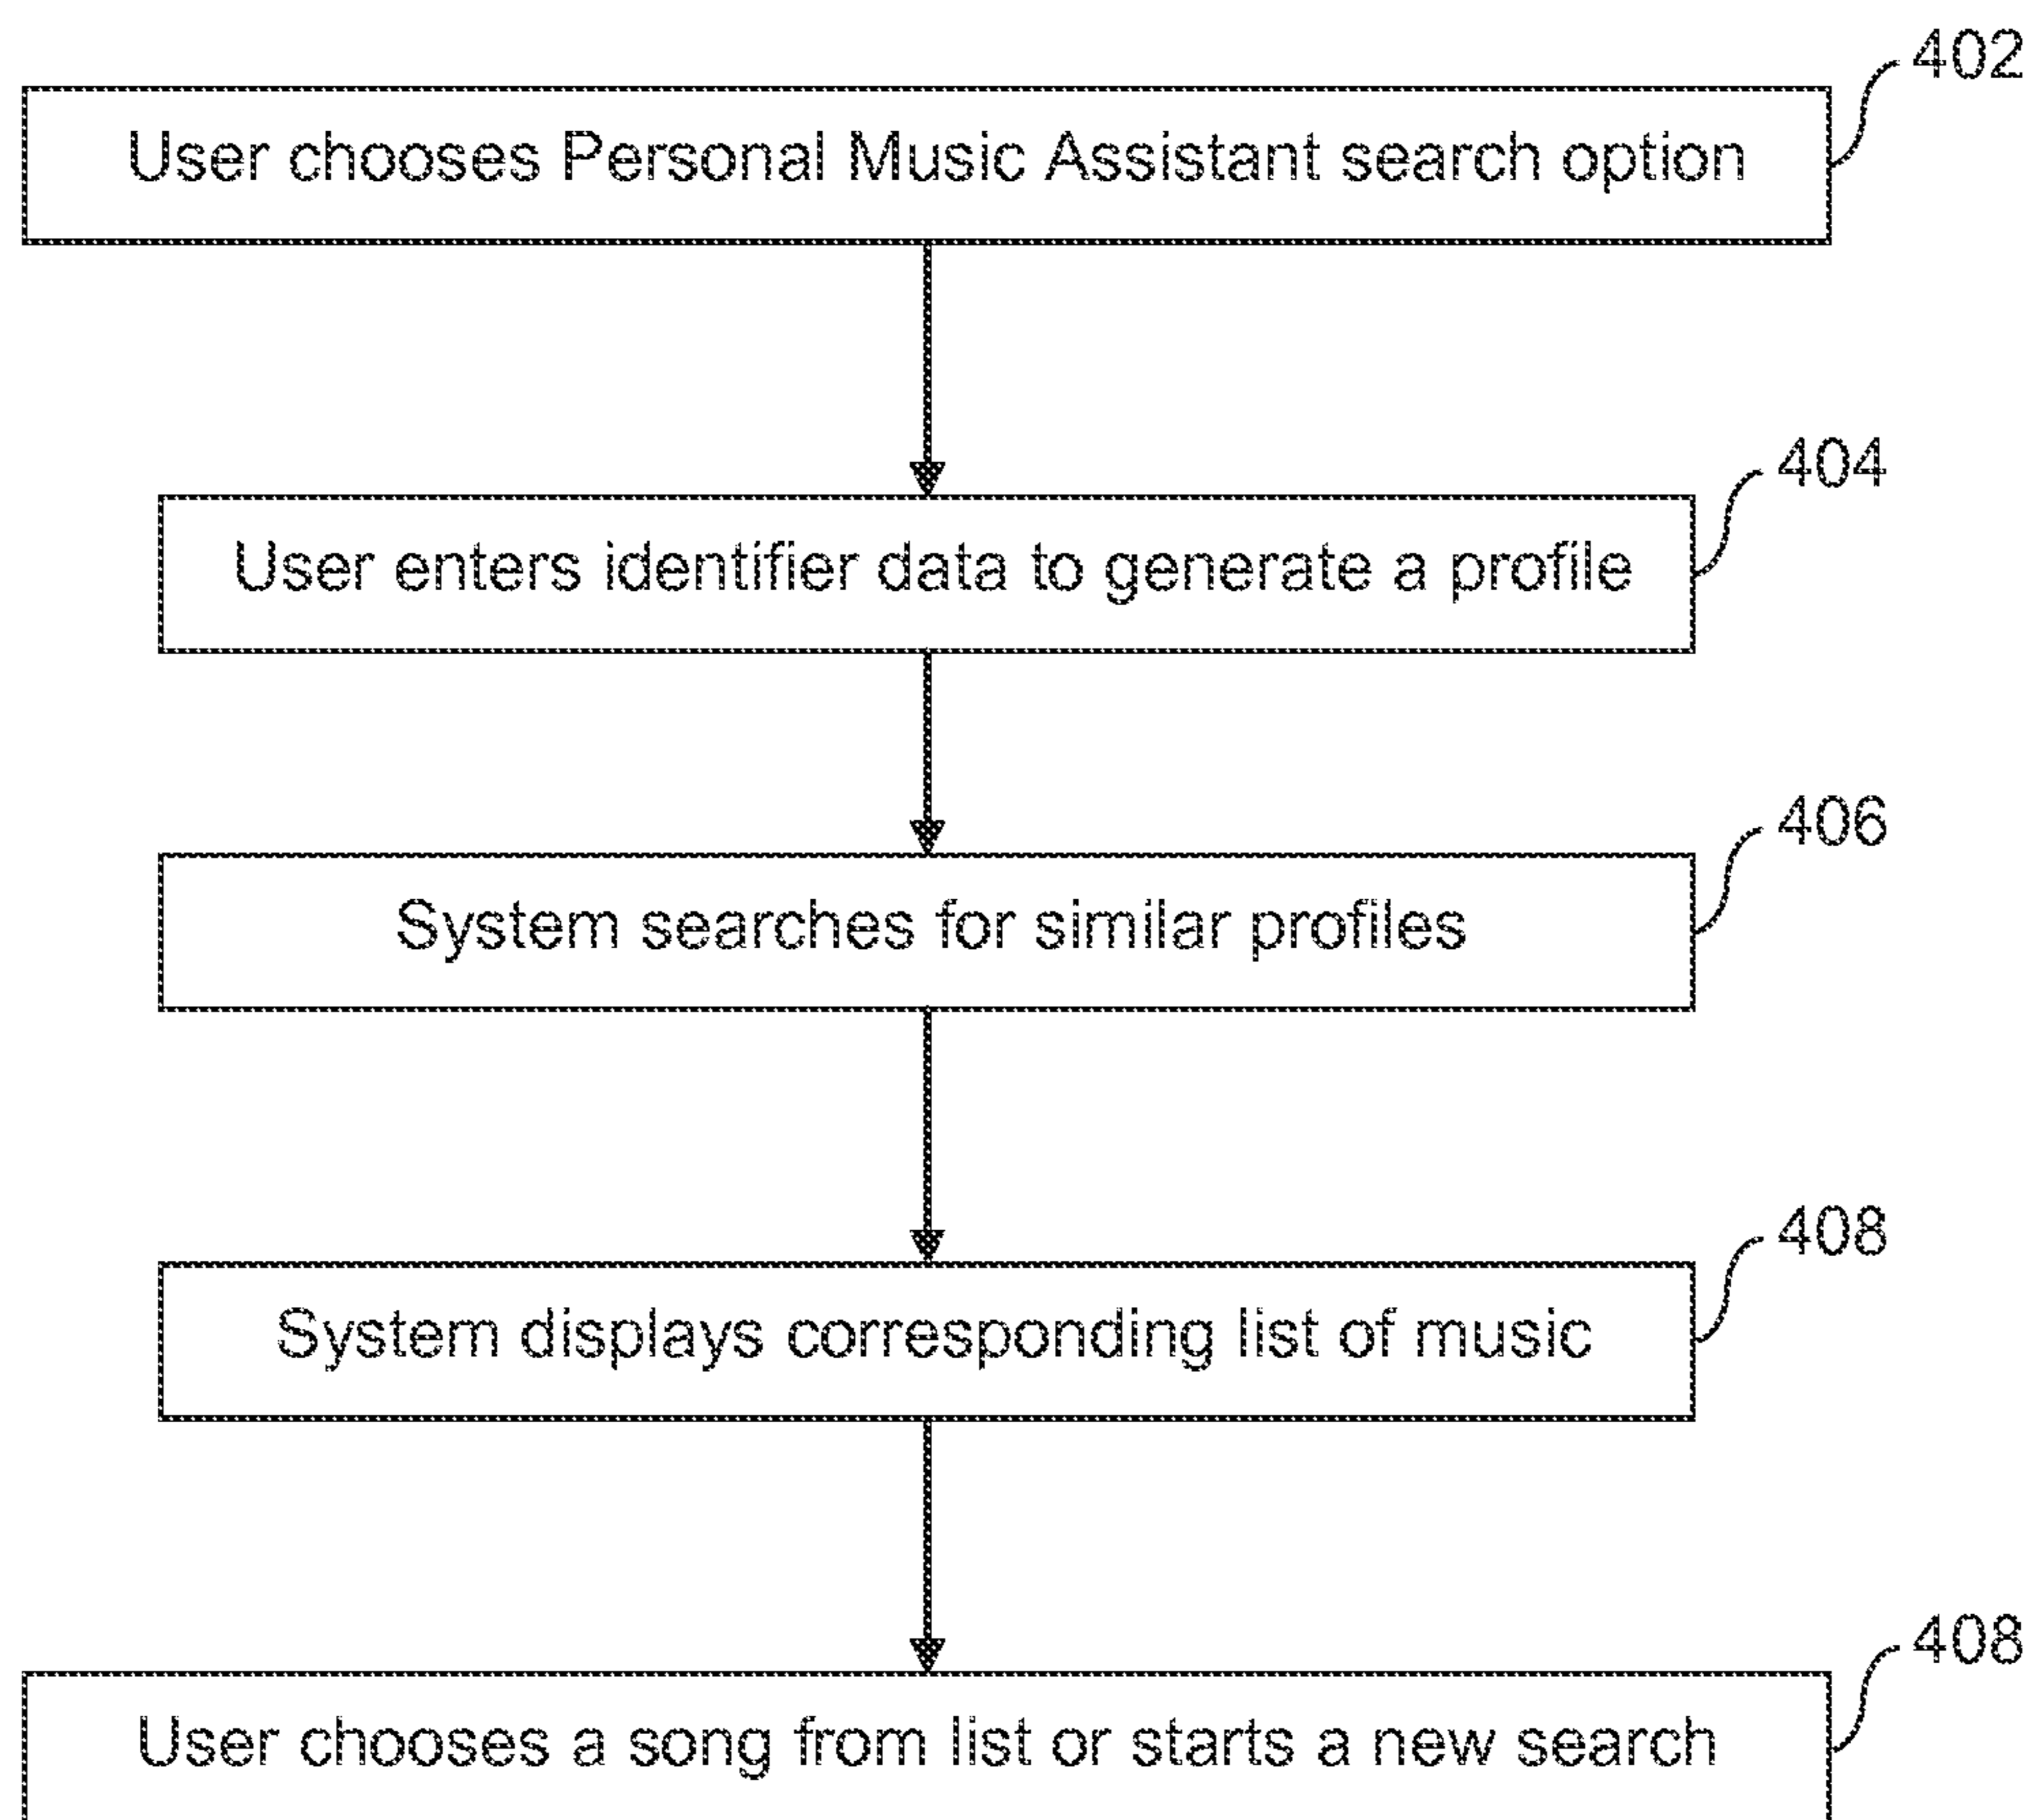 402
User chooses Personal Music Assistant search option
404
User enters identifier data to generate a profile
406
System searches for similar profiles
408
System displays corresponding list of music
408
User chooses a song from list or starts a new search